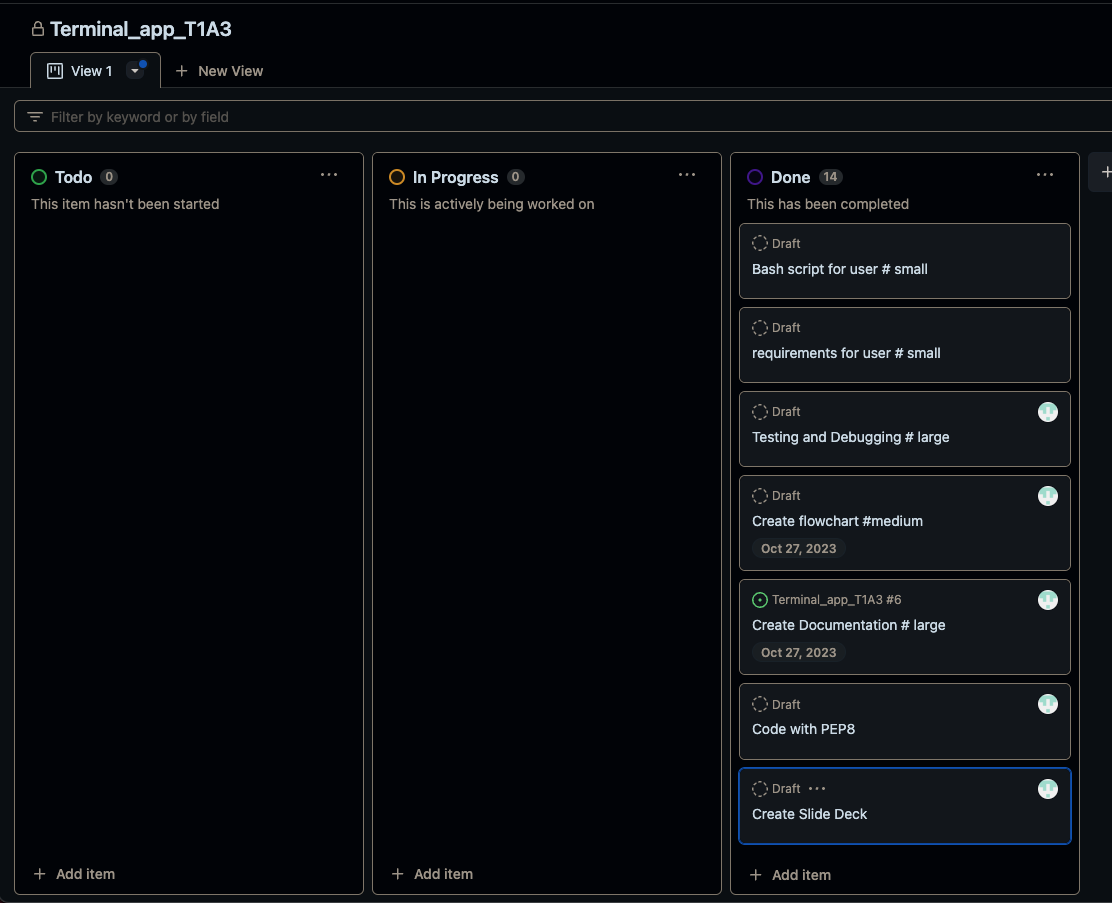 Terminal_app_T1A3
View 1
New View
Filter by keyword or by field
Todo 0
This item hasn't been started
Add item
In Progress 0
This is actively being worked on
Add item
Done 14
This has been completed
Draft
Bash script for user # small
Draft
requirements for user # small
Draft
Testing and Debugging # large
Draft
Create flowchart #medium
Oct 27, 2023
Terminal_app_T1A3 #6
Create Documentation # large
Oct 27, 2023
Draft
Code with PEP8
Draft
Create Slide Deck
Add item